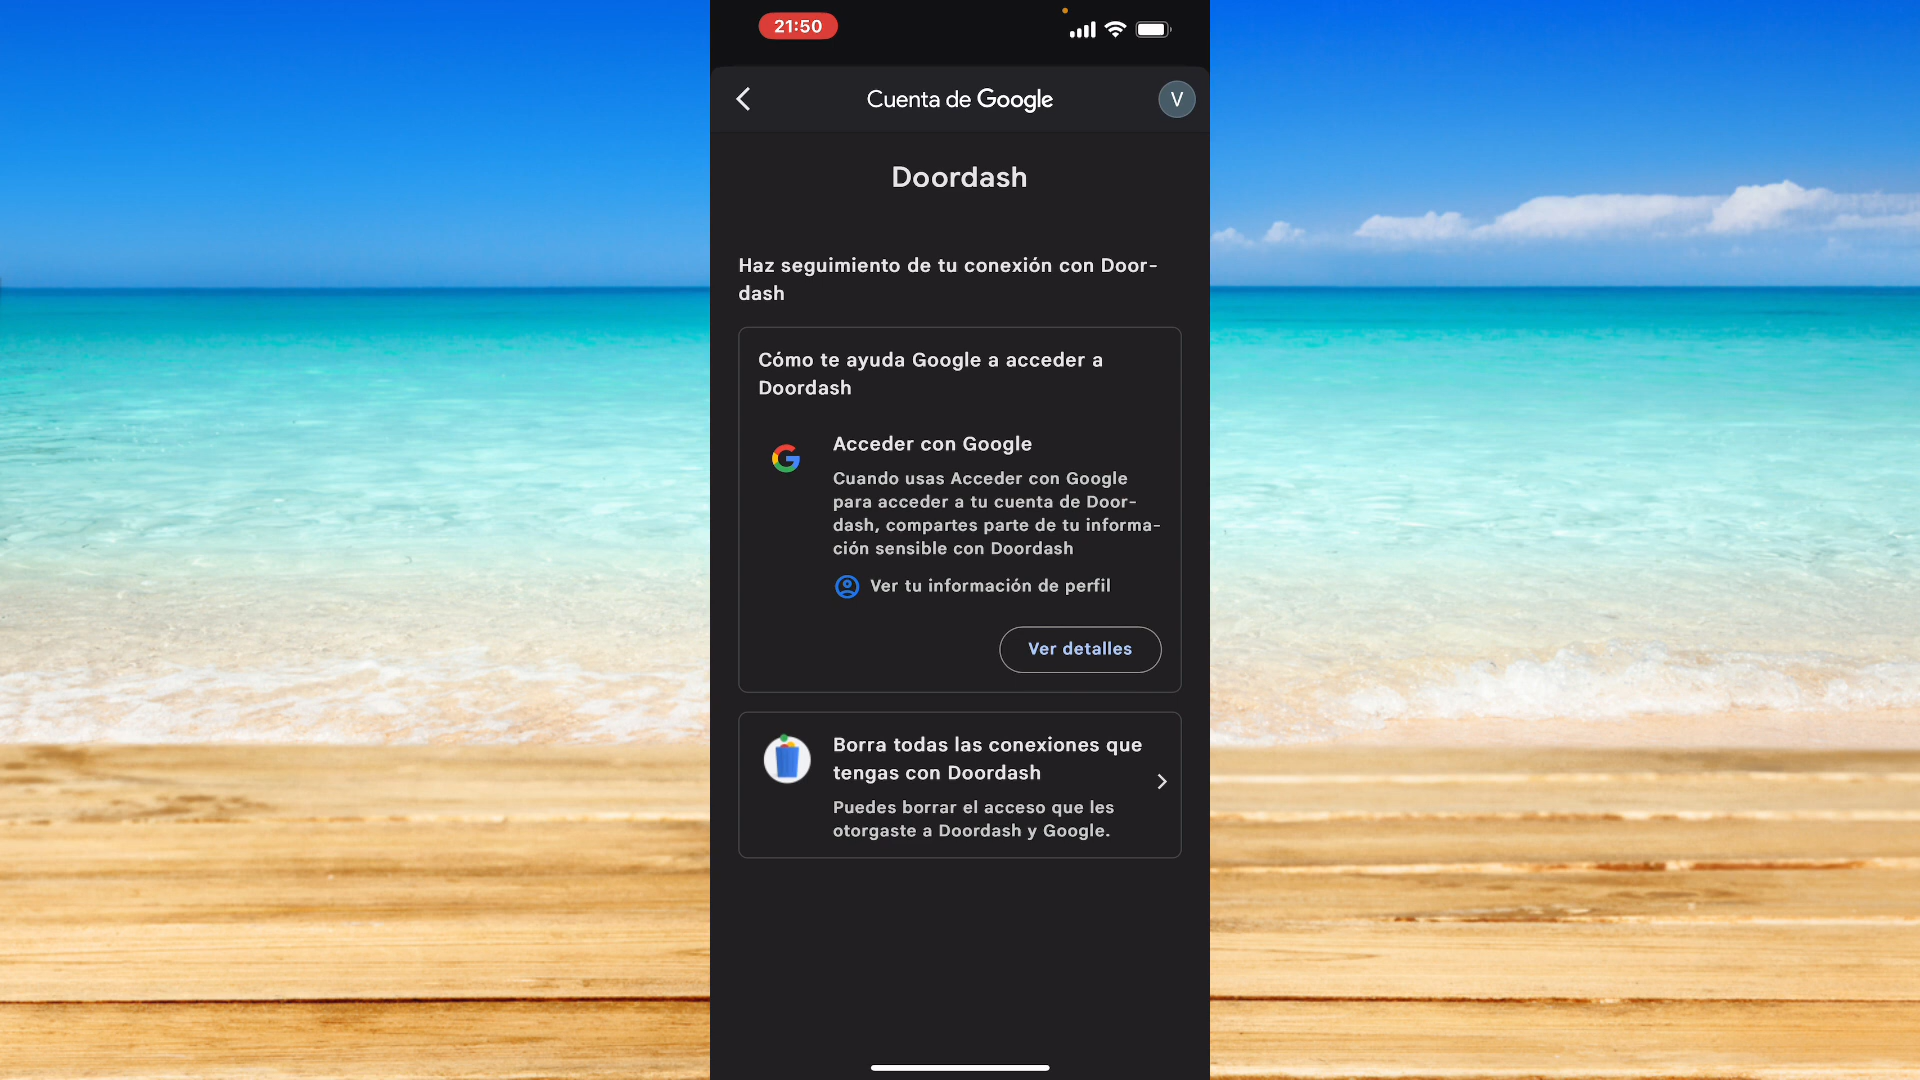 21:50
Cuenta de Google
V
Doordash
Haz seguimiento de tu conexión con Door-
dash
Cómo te ayuda Google a acceder a
Doordash
Acceder con Google
Cuando usas Acceder con Google
para acceder a tu cuenta de Door-
dash, compartes parte de tu informa-
ción sensible con Doordash
Ver tu información de perfil
Ver detalles
Borra todas las conexiones que
tengas con Doordash
Puedes borrar el acceso que les
otorgaste a Doordash y Google.